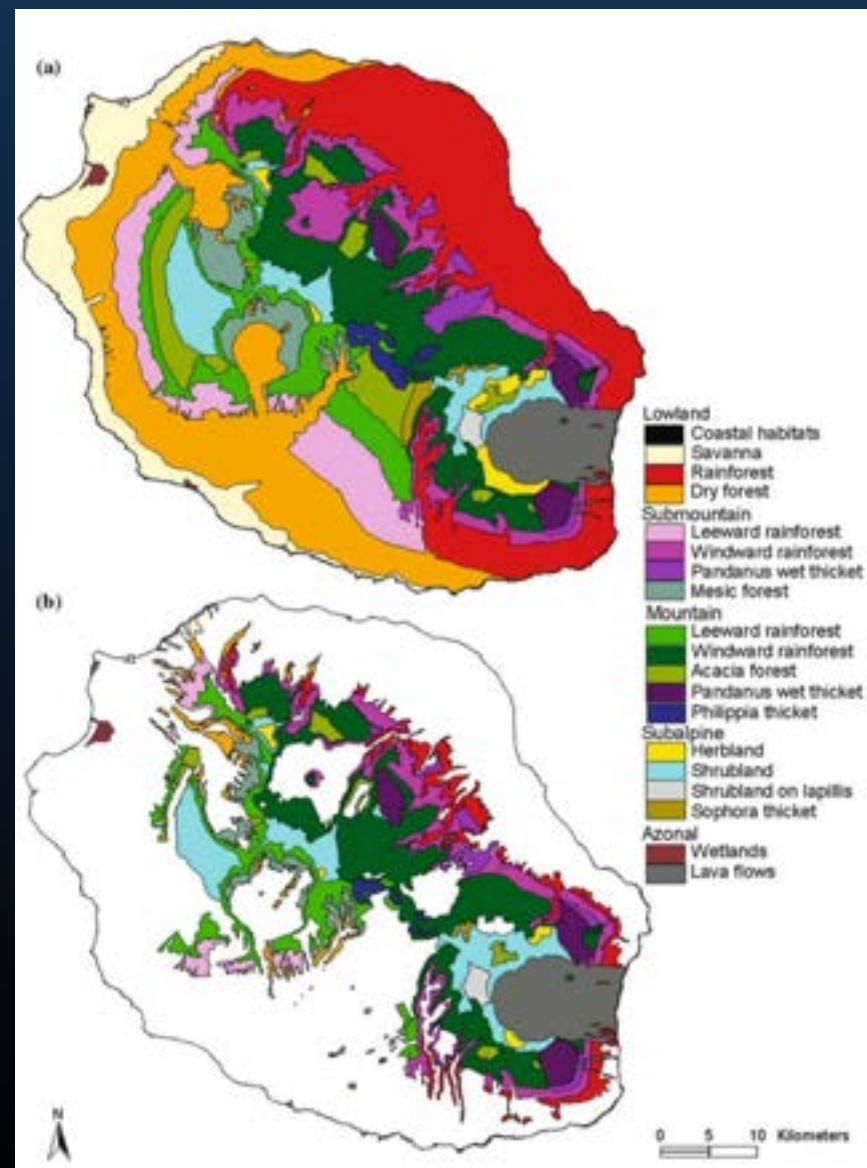 (a)
Lowland
Coastal habitats
Savanna
Rainforest
Dry forest
Submountain
Leeward rainforest
Windward rainforest
Pandanus wet thicket
Mesic forest
Mountain
Leeward rainforest
Windward rainforest
Acacia forest
Pandanus wet thicket
Philippia thicket
Subalpine
Herbland
Shrubland
Shrubland on lapillis
Sophora thicket
Azonal
Wetlands
Lava flows
(b)
N
0 5 10 Kilometers